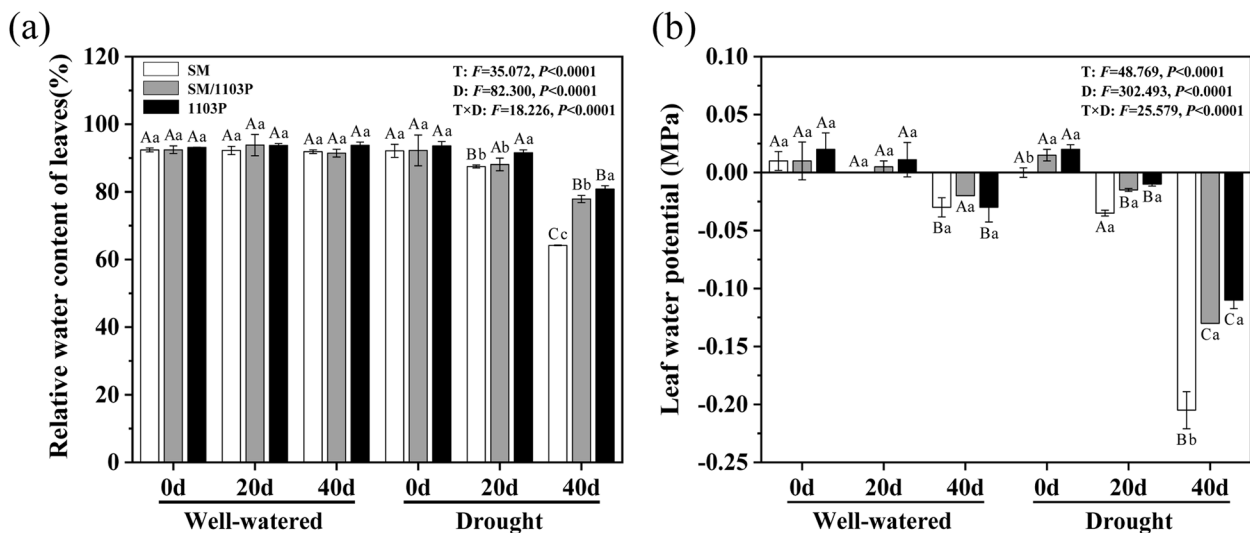 (a)
Relative water content of leaves(%)
120
100
80
60
40
20
0
SM
SM/1103P
1103P
T: F=35.072, P<0.0001
D: F=82.300, P<0.0001
T×D: F=18.226, P<0.0001
Aa Aa Aa Aa Aa Aa Aa Aa Aa Aa Aa Aa Bb Ab Aa Cc Bb Ba
0d 20d 40d 0d 20d 40d
Well-watered Drought
(b)
Leaf water potential (MPa)
0.10
0.05
0.00
-0.05
-0.10
-0.15
-0.20
-0.25
T: F=48.769, P<0.0001
D: F=302.493, P<0.0001
T×D: F=25.579, P<0.0001
Aa Aa Aa Aa Aa Aa Ba Aa Ba Ab Aa Aa Aa Ba Ba Bb Ca Ca
0d 20d 40d 0d 20d 40d
Well-watered Drought